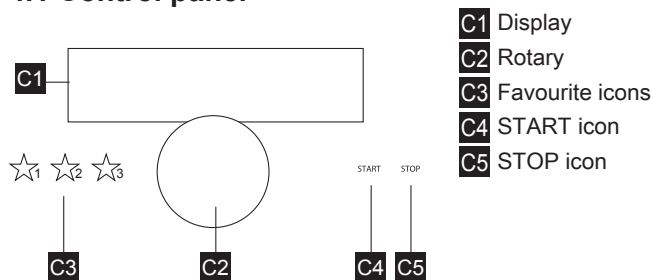 Control panel
C1 Display
C2 Rotary
C3 Favourite icons
C4 START icon
C5 STOP icon
C1
1 2 3
START STOP
C3 C2 C4 C5